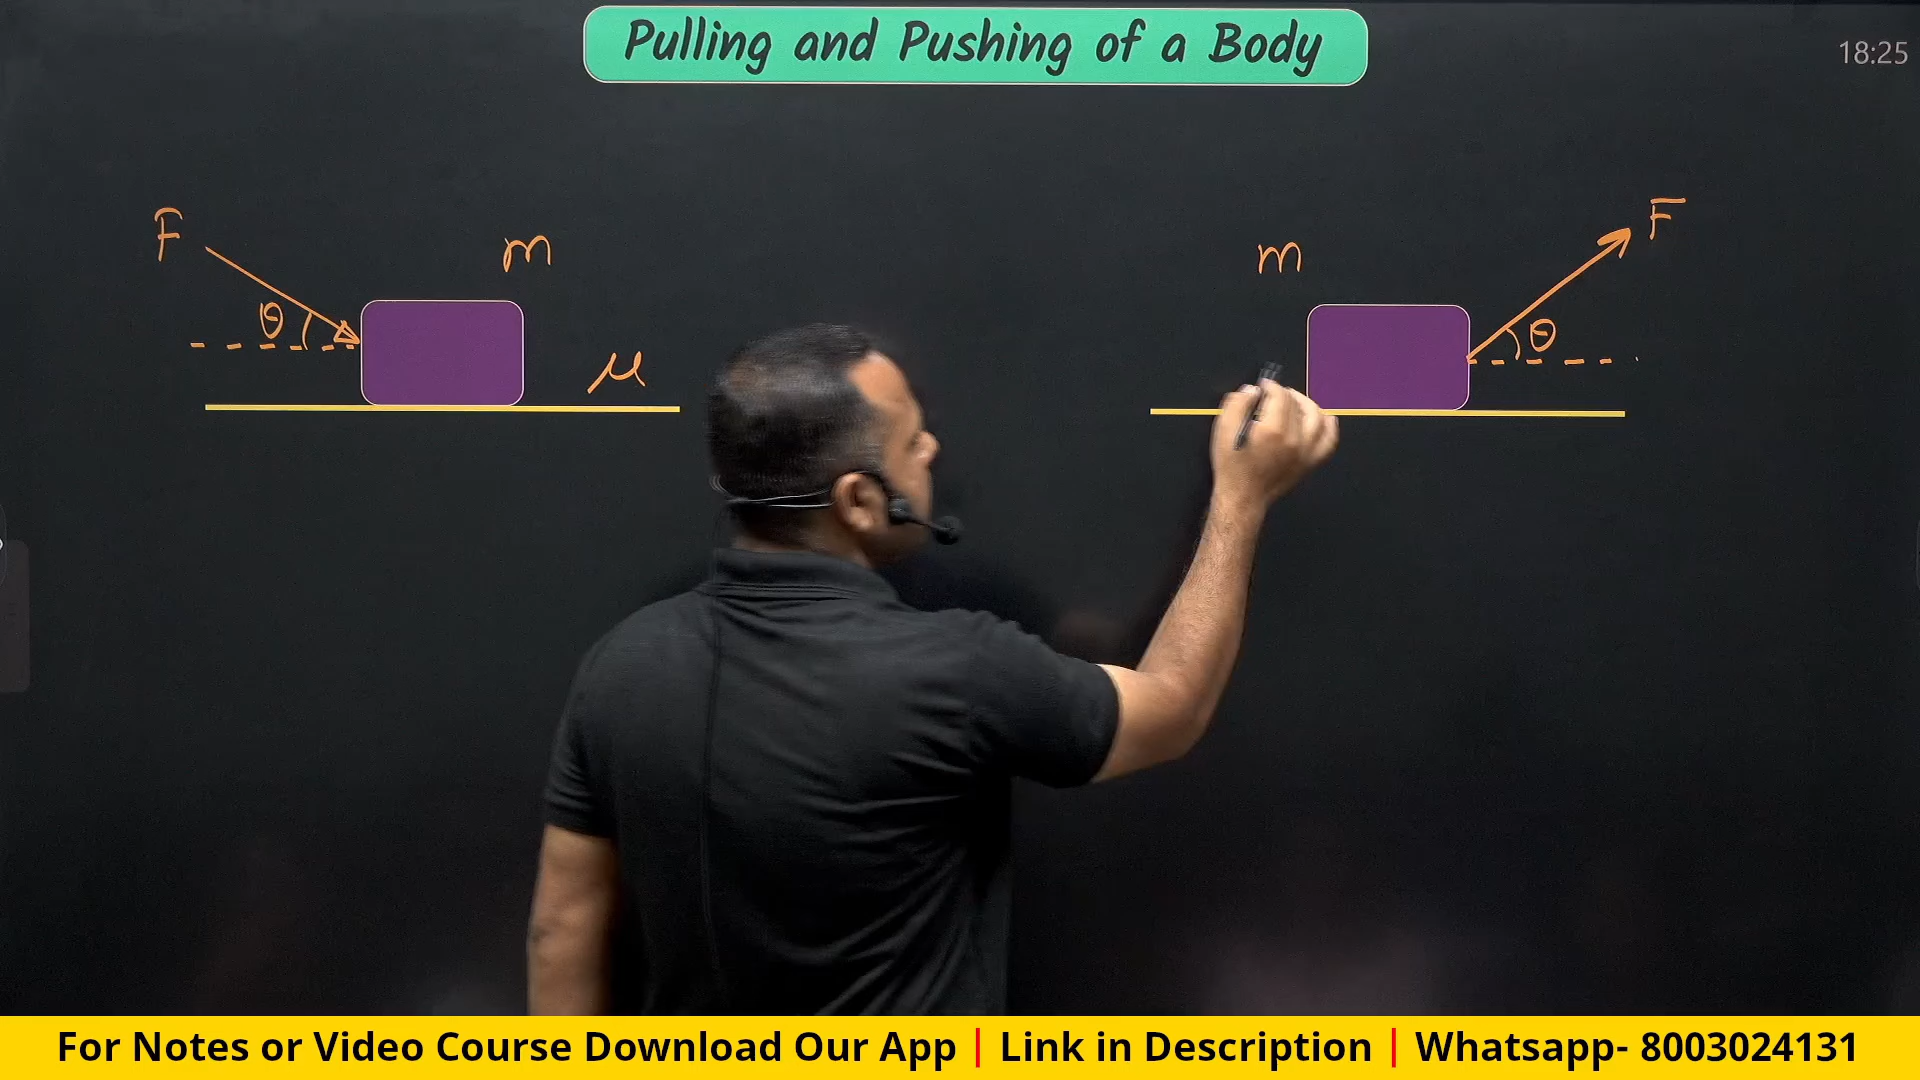 Pulling and Pushing of a Body
18:25
F
m
m
F
θ
θ
μ
For Notes or Video Course Download Our App | Link in Description | Whatsapp- 8003024131